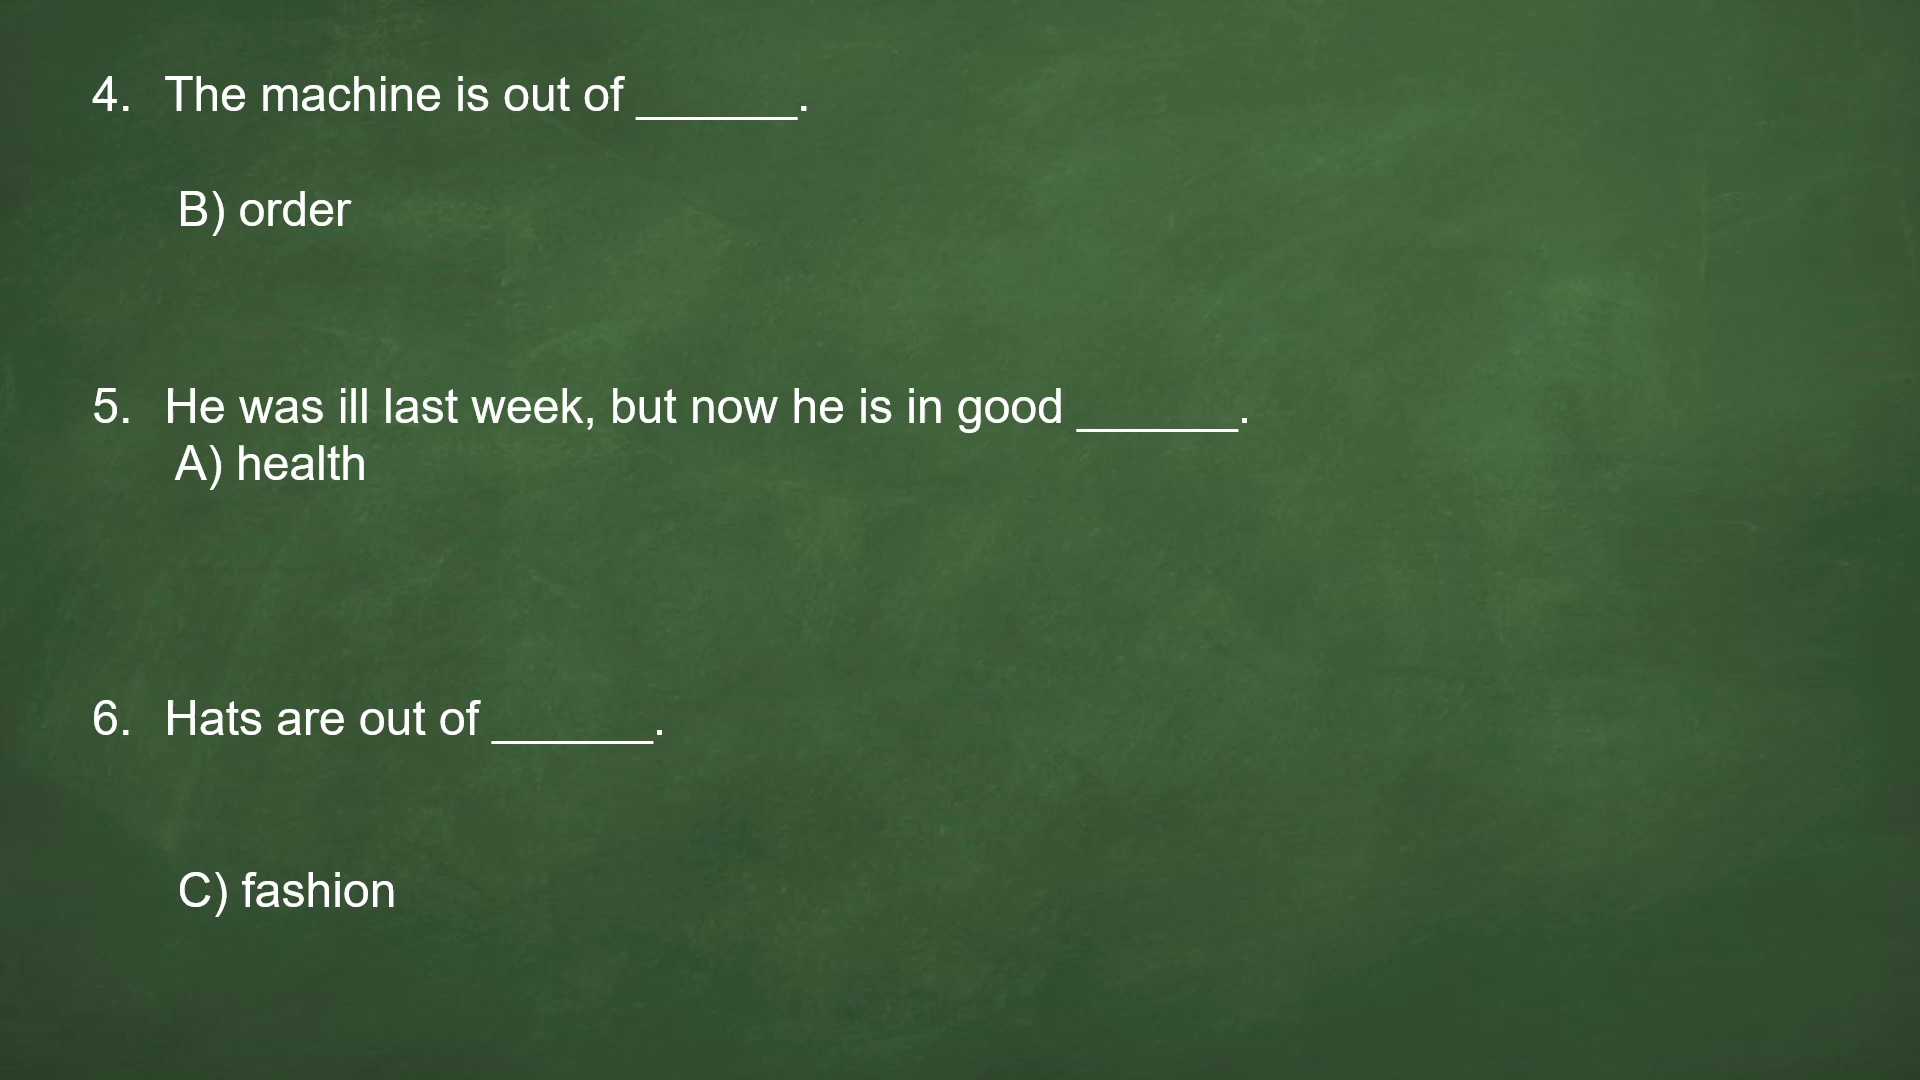 4. The machine is out of ______.
B) order
5. He was ill last week, but now he is in good ______.
A) health
6. Hats are out of ______.
C) fashion